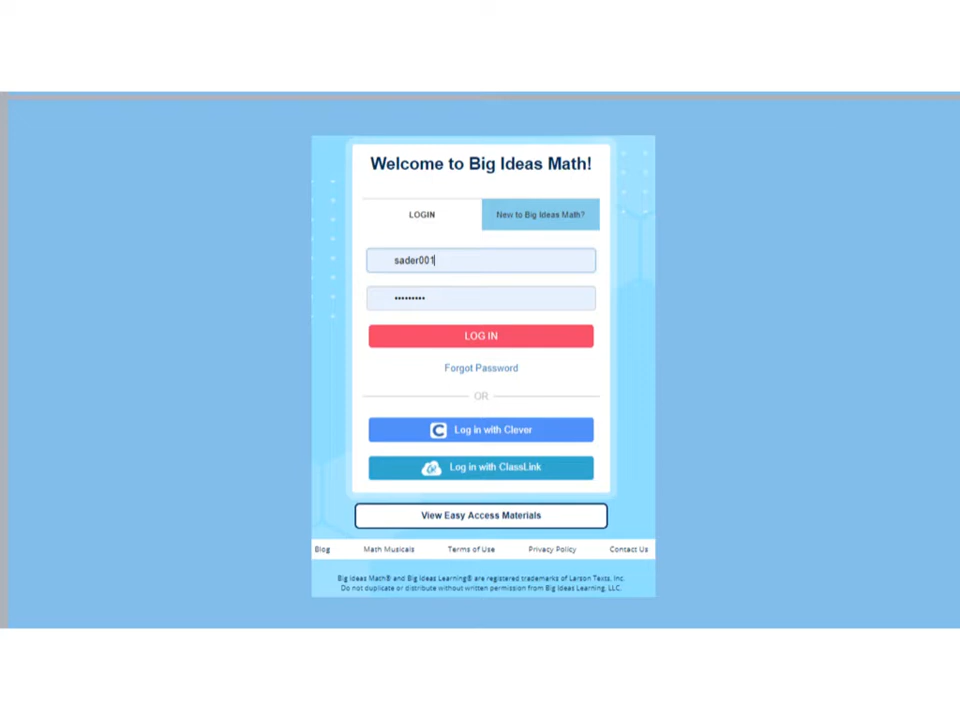 Welcome to Big Ideas Math!
LOGIN
New to Big Ideas Math?
sader001
•••••••••
LOG IN
Forgot Password
OR
C Log in with Clever
Log in with ClassLink
View Easy Access Materials
Blog Math Musicals Terms of Use Privacy Policy Contact Us
Big Ideas Math® and Big Ideas Learning® are registered trademarks of Larson Texts, Inc.
Do not duplicate or distribute without written permission from Big Ideas Learning, LLC.